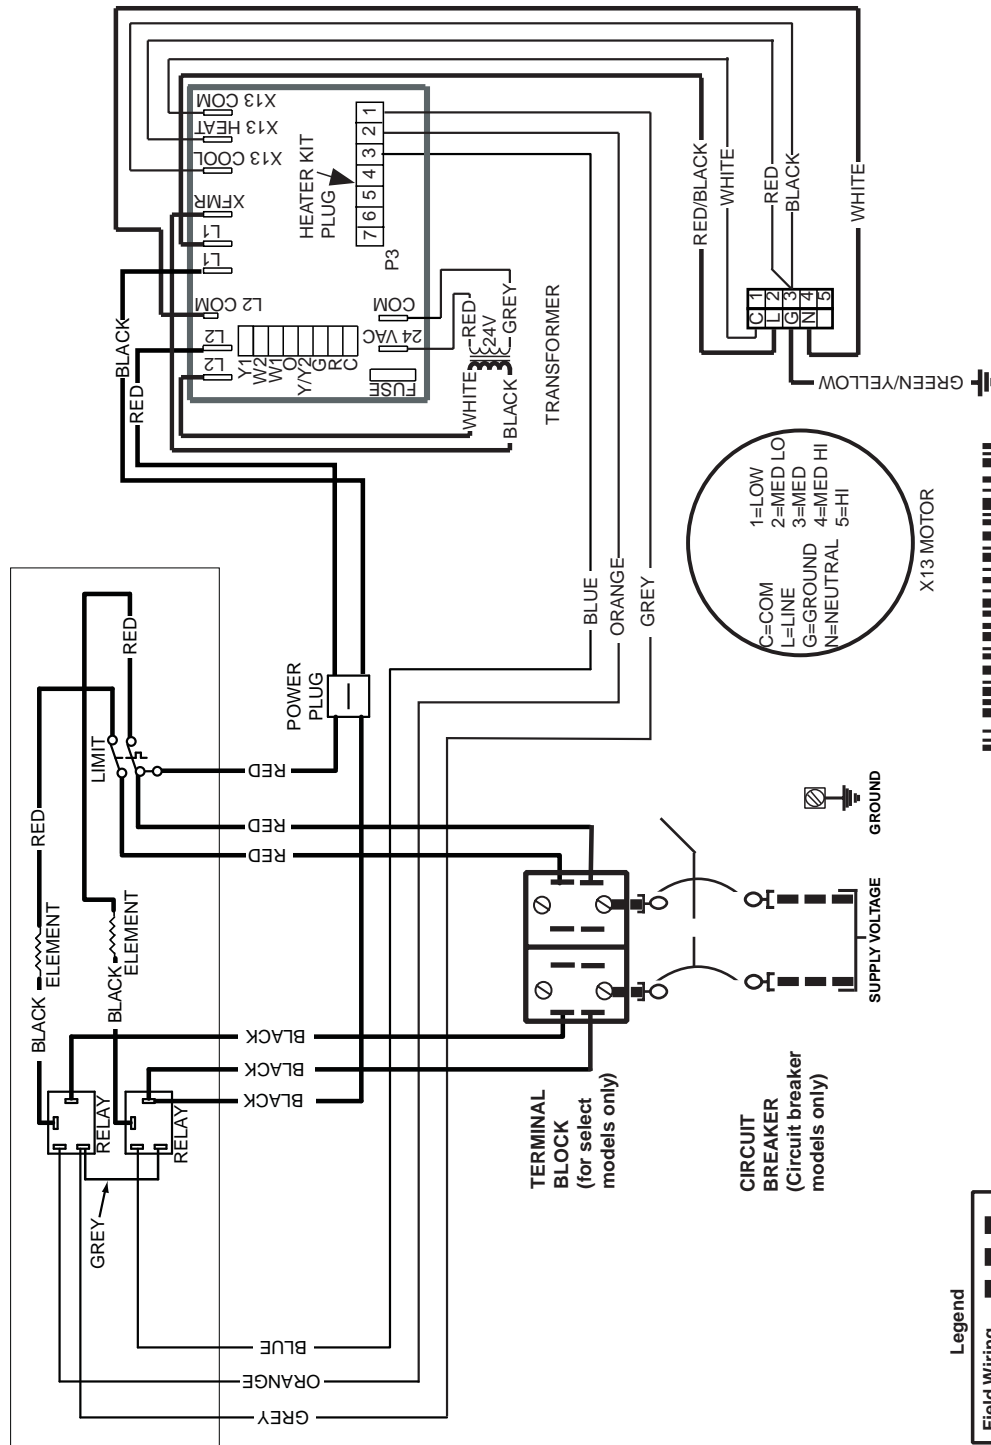 X13 COM
X13 HEAT
X13 COOL
XFMR
L1
L1
L2 COM
L2
L2
HEATER KIT
PLUG
1
2
3
4
5
6
7
P3
Y1
W2
W1
O
Y/Y2
G
R
C
COM
24 VAC
FUSE
BLACK
RED
WHITE
BLACK
RED
24V
GREY
TRANSFORMER
RED/BLACK
WHITE
RED
BLACK
WHITE
C 1
L 2
G 3
N 4
5
GREEN/YELLOW
C=COM
L=LINE
G=GROUND
N=NEUTRAL
1=LOW
2=MED LO
3=MED
4=MED HI
5=HI
X13 MOTOR
BLUE
ORANGE
GREY
POWER
PLUG
LIMIT
RED
RED
RED
RED
RED
ELEMENT
ELEMENT
BLACK
BLACK
BLACK
BLACK
BLACK
RELAY
RELAY
GREY
BLUE
ORANGE
GREY
TERMINAL
BLOCK
(for select
models only)
CIRCUIT
BREAKER
(Circuit breaker
models only)
GROUND
SUPPLY VOLTAGE
Legend
Field Wiring